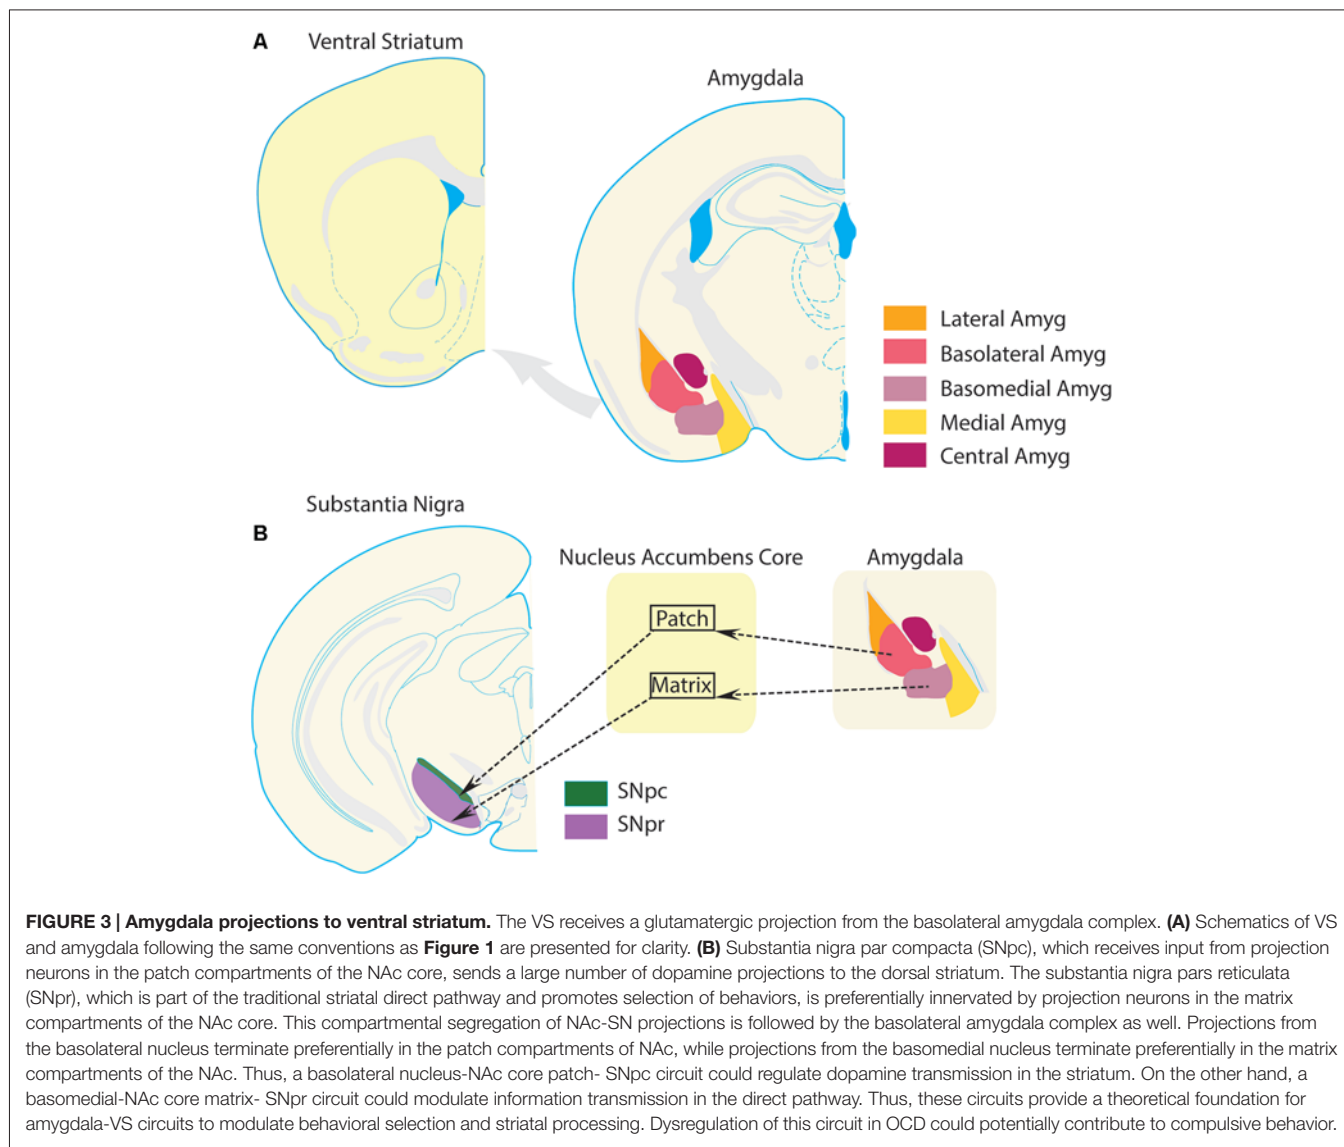 A
Ventral Striatum
Amygdala
Lateral Amyg
Basolateral Amyg
Basomedial Amyg
Medial Amyg
Central Amyg
Substantia Nigra
B
Nucleus Accumbens Core
Amygdala
Patch
Matrix
SNpc
SNpr
FIGURE 3 | Amygdala projections to ventral striatum. The VS receives a glutamatergic projection from the basolateral amygdala complex. (A) Schematics of VS
and amygdala following the same conventions as Figure 1 are presented for clarity. (B) Substantia nigra par compacta (SNpc), which receives input from projection
neurons in the patch compartments of the NAc core, sends a large number of dopamine projections to the dorsal striatum. The substantia nigra pars reticulata
(SNpr), which is part of the traditional striatal direct pathway and promotes selection of behaviors, is preferentially innervated by projection neurons in the matrix
compartments of the NAc core. This compartmental segregation of NAc-SN projections is followed by the basolateral amygdala complex as well. Projections from
the basolateral nucleus terminate preferentially in the patch compartments of NAc, while projections from the basomedial nucleus terminate preferentially in the matrix
compartments of the NAc. Thus, a basolateral nucleus-NAc core patch- SNpc circuit could regulate dopamine transmission in the striatum. On the other hand, a
basomedial-NAc core matrix- SNpr circuit could modulate information transmission in the direct pathway. Thus, these circuits provide a theoretical foundation for
amygdala-VS circuits to modulate behavioral selection and striatal processing. Dysregulation of this circuit in OCD could potentially contribute to compulsive behavior.